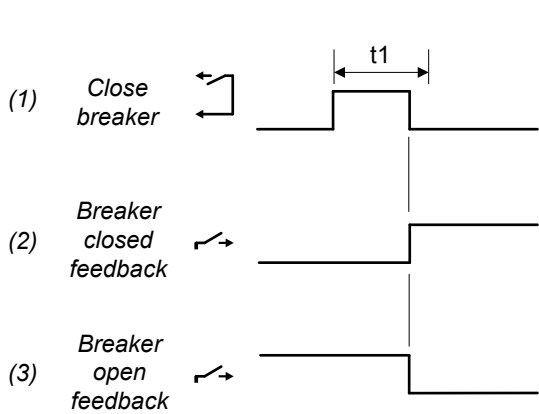 t1
(1) Close
breaker
Breaker
(2) closed
feedback
Breaker
(3) open
feedback